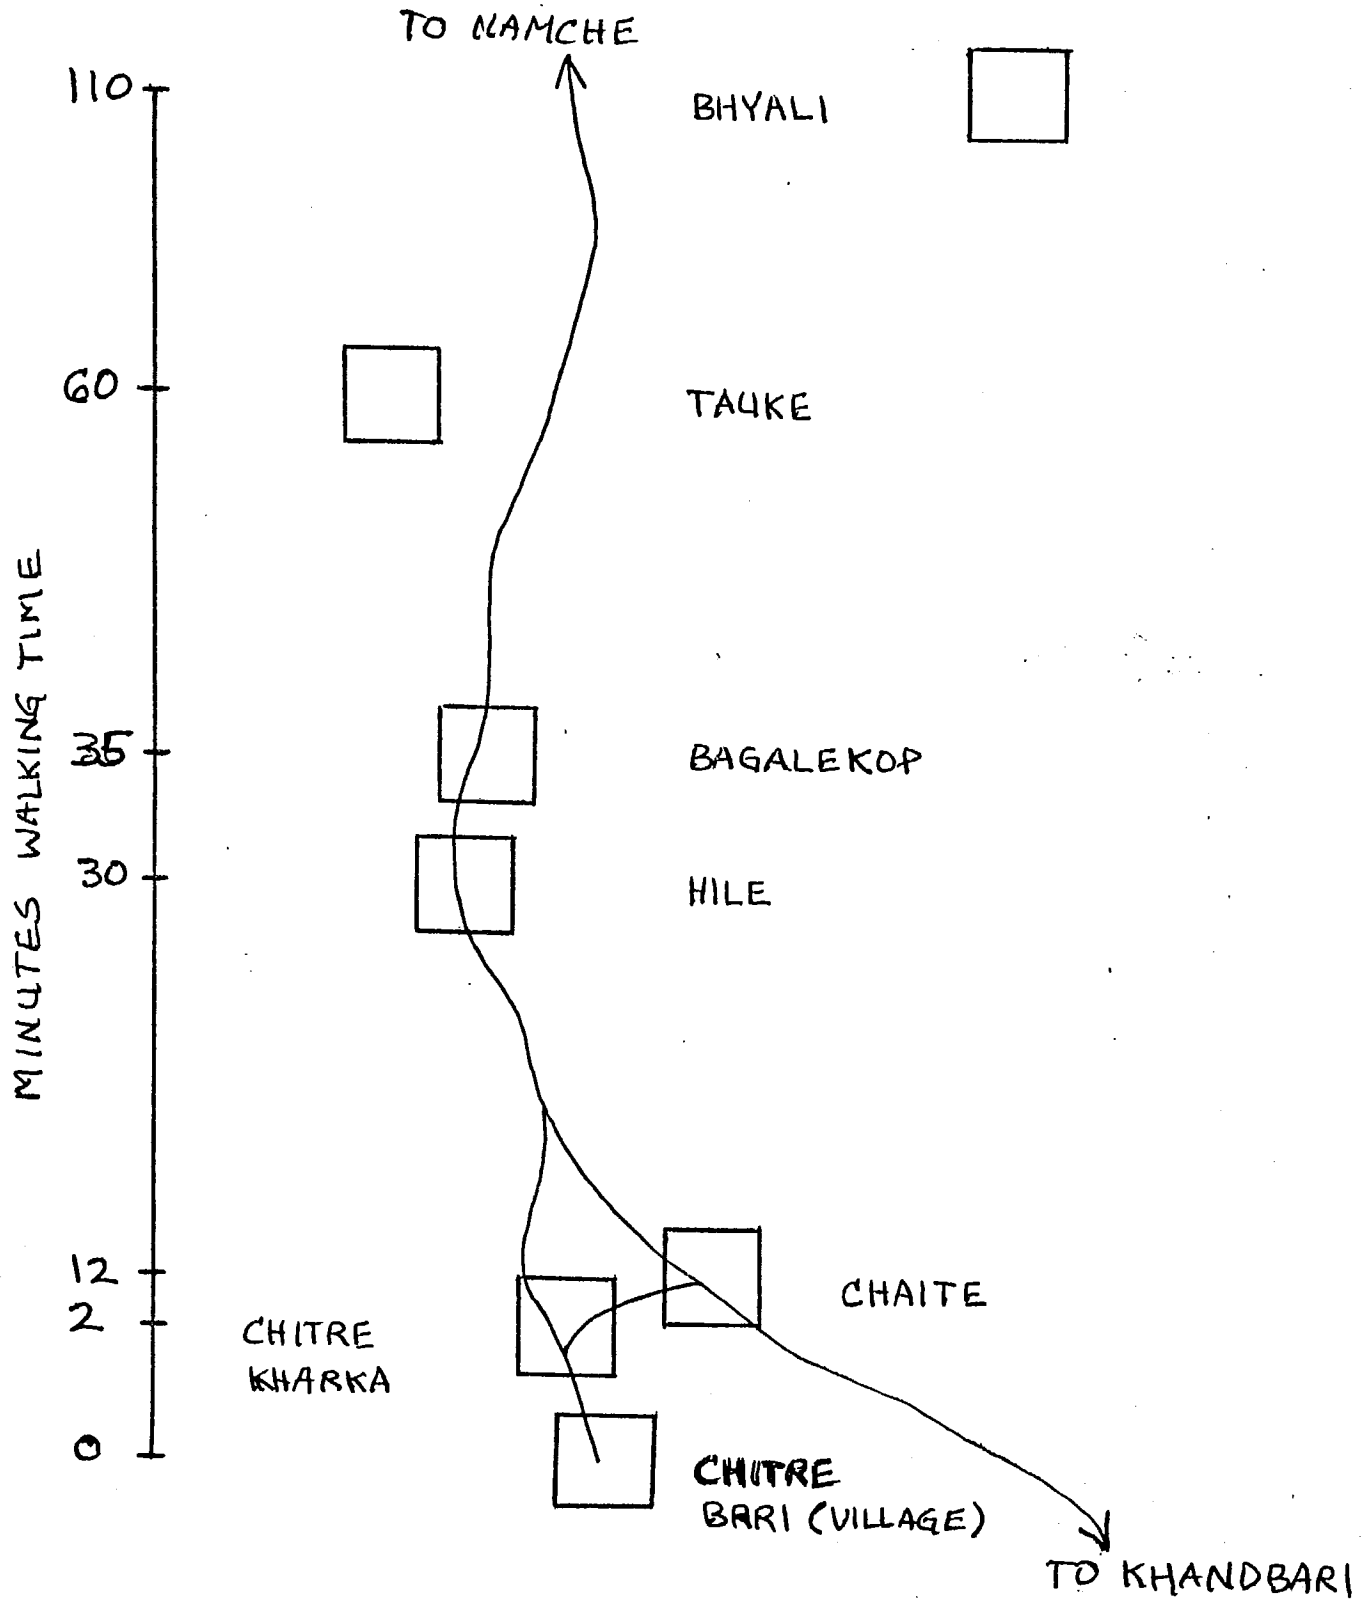 TO NAMCHE
110
BHYALI
60
TAUKE
MINUTES WALKING TIME
35
BAGALEKOP
30
HILE
12
CHAITE
2
CHITRE
KHARKA
0
CHITRE
BARI (VILLAGE)
TO KHANDBARI